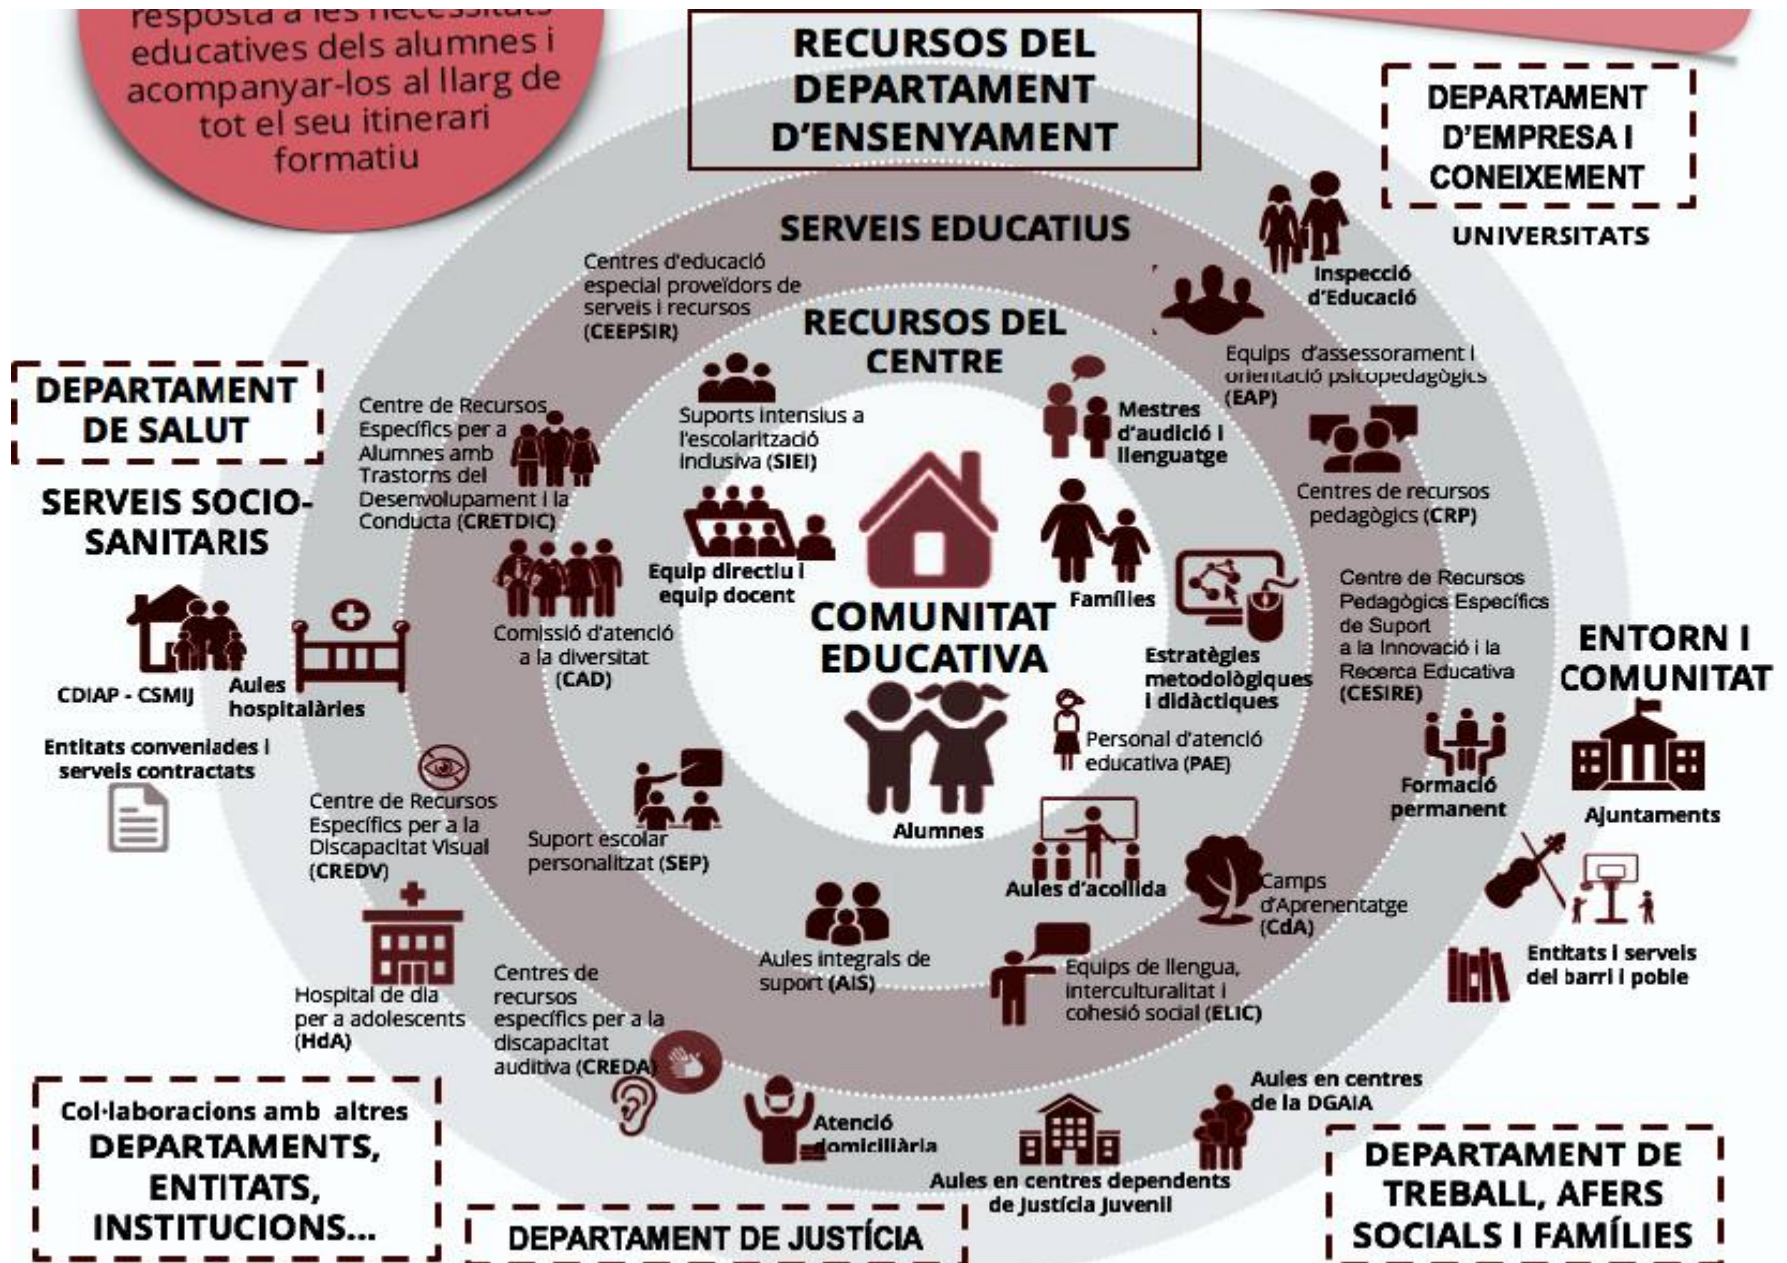 resposta a les necessitats
educatives dels alumnes i
acompanyar-los al llarg de
tot el seu itinerari
formatiu
RECURSOS DEL
DEPARTAMENT
D'ENSENYAMENT
DEPARTAMENT
D'EMPRESA I
CONEIXEMENT
UNIVERSITATS
SERVEIS EDUCATIUS
Inspecció
d'Educació
Centres d'educació
especial proveïdors de
serveis i recursos
(CEEPSIR)
RECURSOS DEL
CENTRE
Equips d'assessorament i
orientació psicopedagògics
(EAP)
DEPARTAMENT
DE SALUT
Centre de Recursos
Específics per a
Alumnes amb
Trastorns del
Desenvolupament i la
Conducta (CRETDIC)
Suports intensius a
l'escolarització
inclusiva (SIEI)
Mestres
d'audició i
llenguatge
Centres de recursos
pedagògics (CRP)
SERVEIS SOCIO-
SANITARIS
Equip directiu i
equip docent
Famílies
COMUNITAT
EDUCATIVA
Comissió d'atenció
a la diversitat
(CAD)
Estratègies
metodològiques
i didàctiques
Centre de Recursos
Pedagògics Específics
de Suport
a la Innovació i la
Recerca Educativa
(CESIRE)
ENTORN I
COMUNITAT
CDIAP - CSMIJ
Aules
hospitalàries
Entitats conveniades i
serveis contractats
Personal d'atenció
educativa (PAE)
Formació
permanent
Ajuntaments
Centre de Recursos
Específics per a la
Discapacitat Visual
(CREDV)
Suport escolar
personalitzat (SEP)
Alumnes
Aules d'acollida
Camps
d'Aprenentatge
(CdA)
Entitats i serveis
del barri i poble
Hospital de dia
per a adolescents
(HdA)
Centres de
recursos
específics per a la
discapacitat
auditiva (CREDA)
Aules integrals de
suport (AIS)
Equips de llengua,
interculturalitat i
cohesió social (ELIC)
Atenció
domiciliària
Aules en centres dependents
de Justícia Juvenil
Aules en centres
de la DGAIA
Col·laboracions amb altres
DEPARTAMENTS,
ENTITATS,
INSTITUCIONS...
DEPARTAMENT DE JUSTÍCIA
DEPARTAMENT DE
TREBALL, AFERS
SOCIALS I FAMÍLIES